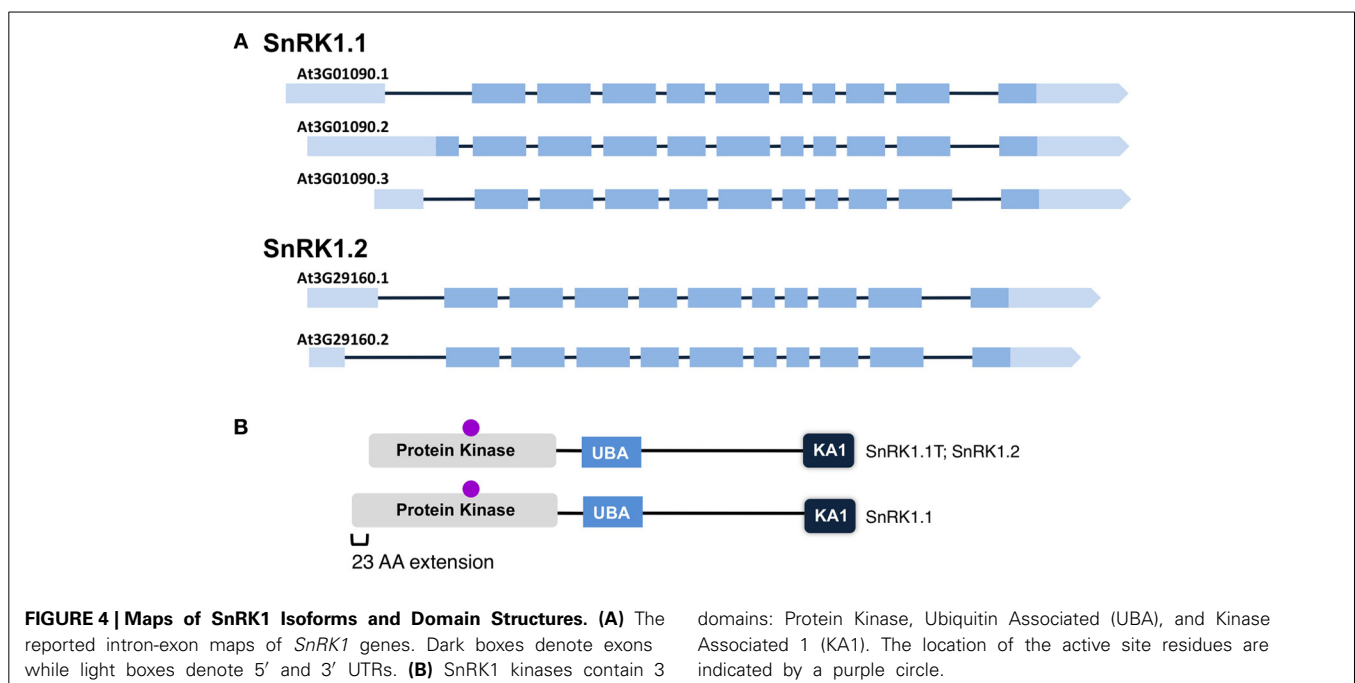 A SnRK1.1
At3G01090.1
At3G01090.2
At3G01090.3
SnRK1.2
At3G29160.1
At3G29160.2
B
Protein Kinase UBA KA1 SnRK1.1T; SnRK1.2
Protein Kinase UBA KA1 SnRK1.1
23 AA extension
FIGURE 4 | Maps of SnRK1 Isoforms and Domain Structures. (A) The
reported intron-exon maps of SnRK1 genes. Dark boxes denote exons
while light boxes denote 5′ and 3′ UTRs. (B) SnRK1 kinases contain 3
domains: Protein Kinase, Ubiquitin Associated (UBA), and Kinase
Associated 1 (KA1). The location of the active site residues are
indicated by a purple circle.